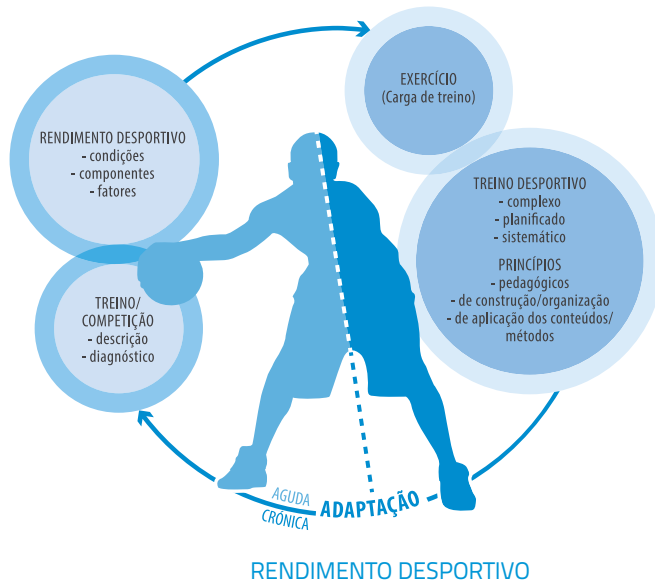 RENDIMENTO DESPORTIVO
- condições
- componentes
- fatores
TREINO/
COMPETIÇÃO
- descrição
- diagnóstico
EXERCÍCIO
(Carga de treino)
TREINO DESPORTIVO
- complexo
- planificado
- sistemático
PRINCÍPIOS
- pedagógicos
- de construção/organização
- de aplicação dos conteúdos/
métodos
AGUDA
CRÓNICA
ADAPTAÇÃO
RENDIMENTO DESPORTIVO